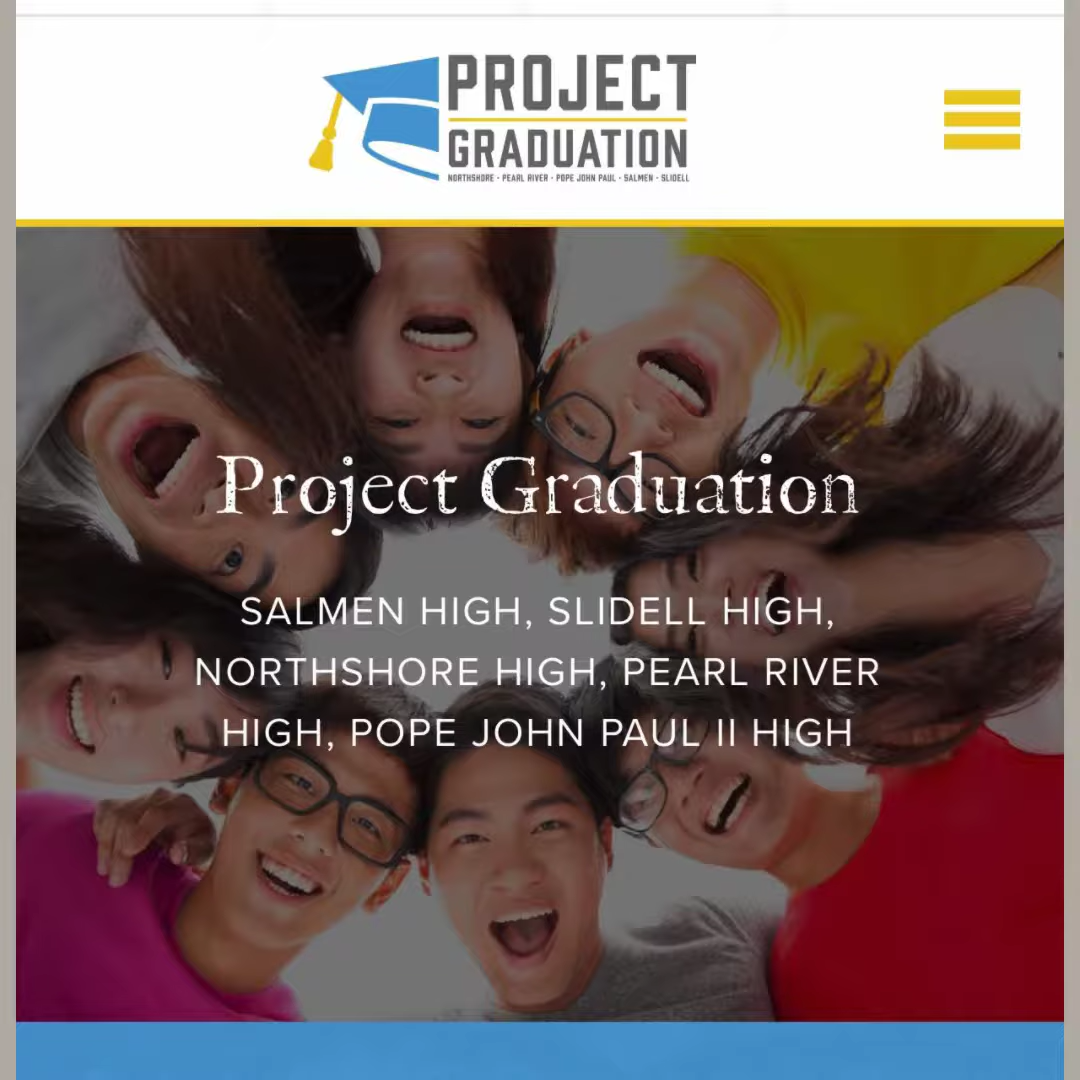 PROJECT
GRADUATION
NORTHSHORE - PEARL RIVER - POPE JOHN PAUL - SALMEN - SLIDELL
Project Graduation
SALMEN HIGH, SLIDELL HIGH,
NORTHSHORE HIGH, PEARL RIVER
HIGH, POPE JOHN PAUL II HIGH